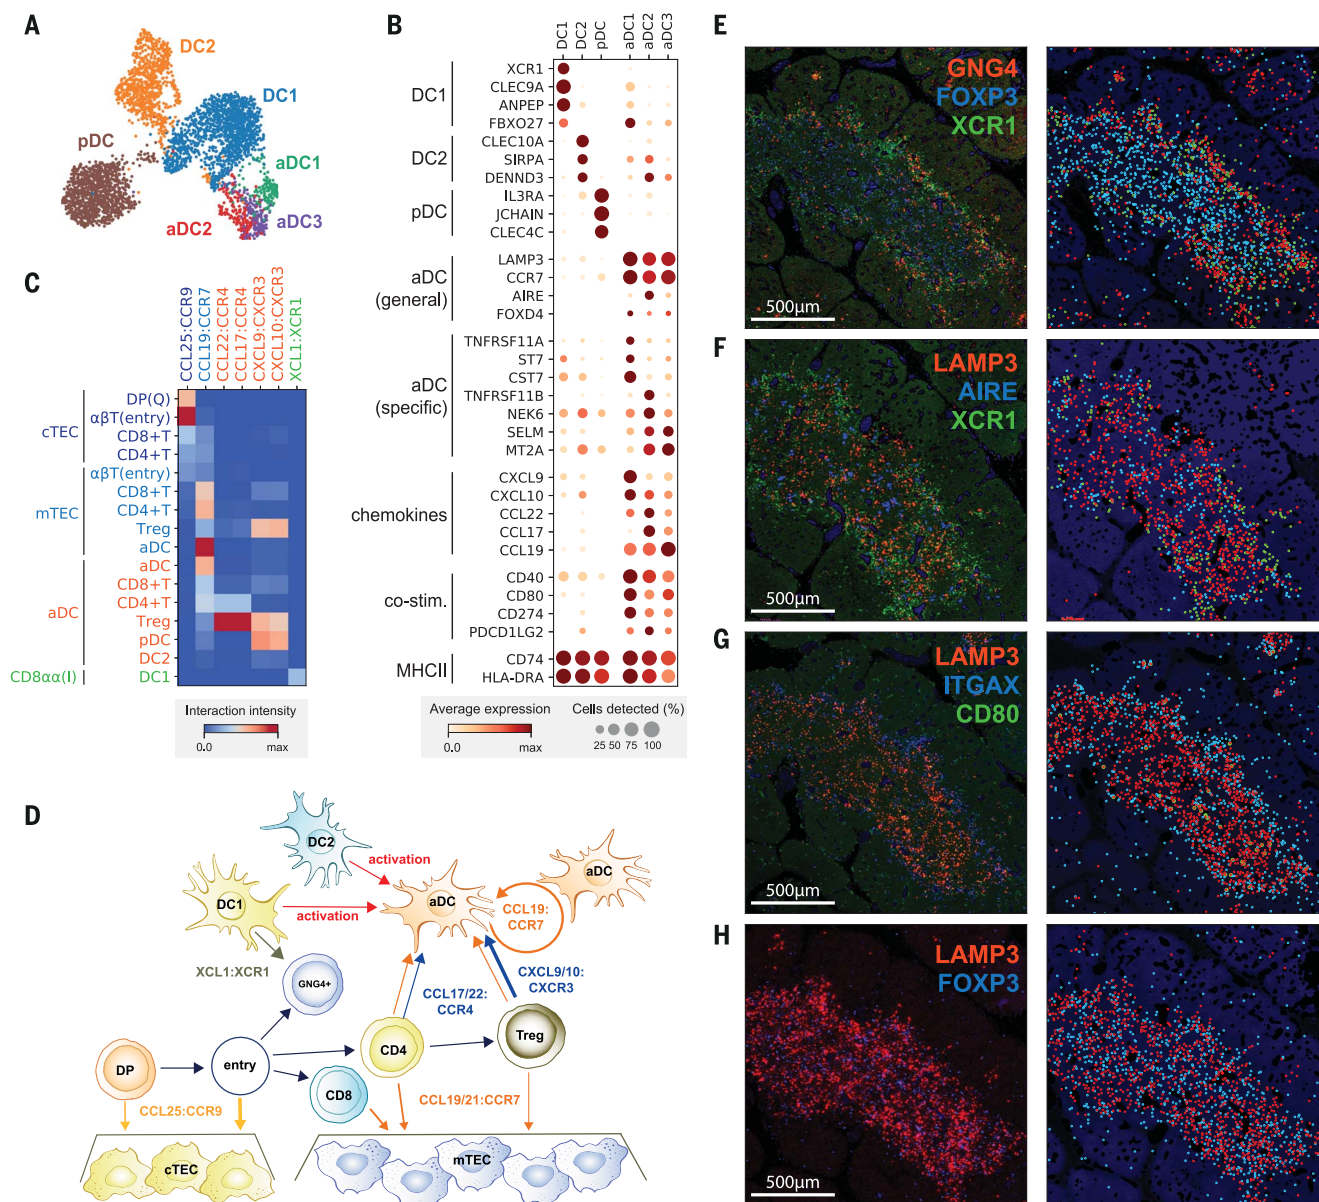 A
DC2
DC1
pDC
aDC1
aDC2
aDC3
B
DC1
DC2
pDC
aDC1
aDC2
aDC3
DC1
XCR1
CLEC9A
ANPEP
FBXO27
DC2
CLEC10A
SIRPA
DENND3
pDC
IL3RA
JCHAIN
CLEC4C
aDC
(general)
LAMP3
CCR7
AIRE
FOXD4
aDC
(specific)
TNFRSF11A
ST7
CST7
TNFRSF11B
NEK6
SELM
MT2A
chemokines
CXCL9
CXCL10
CCL22
CCL17
CCL19
co-stim.
CD40
CD80
CD274
PDCD1LG2
MHCII
CD74
HLA-DRA
Average expression
0.0
max
Cells detected (%)
25 50 75 100
C
CCL25:CCR9
CCL19:CCR7
CCL22:CCR4
CCL17:CCR4
CXCL9:CXCR3
CXCL10:CXCR3
XCL1:XCR1
cTEC
DP(Q)
αβT(entry)
CD8+T
CD4+T
mTEC
αβT(entry)
CD8+T
CD4+T
Treg
aDC
aDC
aDC
CD8+T
CD4+T
Treg
pDC
DC2
CD8αα(I)
DC1
Interaction intensity
0.0
max
D
DC2
activation
DC1
activation
aDC
aDC
CCL19:
CCR7
XCL1:XCR1
GNG4+
CCL17/22:
CCR4
CXCL9/10:
CXCR3
DP
entry
CD4
Treg
CD8
CCL25:CCR9
CCL19/21:CCR7
cTEC
mTEC
E
GNG4
FOXP3
XCR1
500μm
F
LAMP3
AIRE
XCR1
500μm
G
LAMP3
ITGAX
CD80
500μm
H
LAMP3
FOXP3
500μm